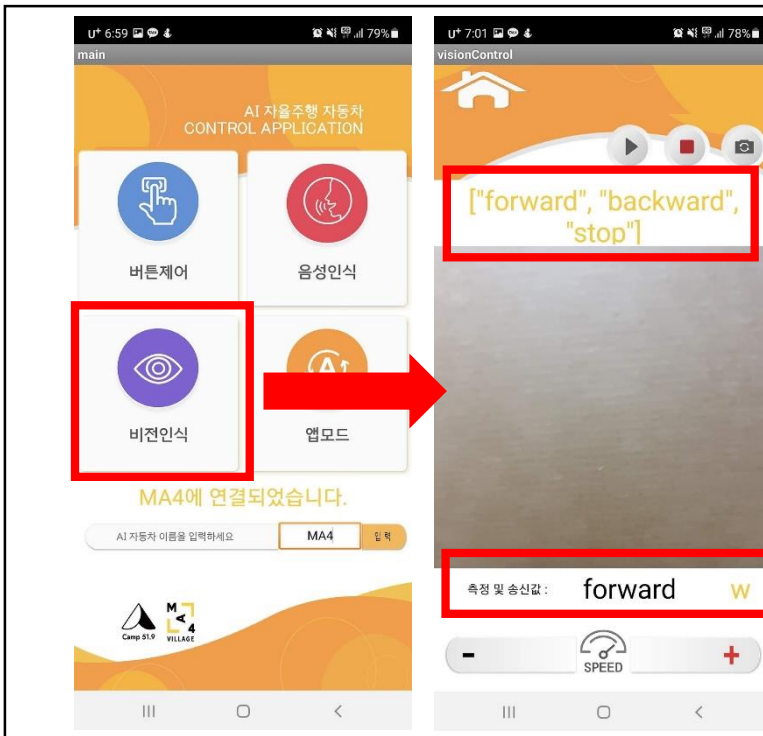 U⁺ 6:59
79%
main
AI 자율주행 자동차
CONTROL APPLICATION
버튼제어
음성인식
비전인식
앱모드
MA4에 연결되었습니다.
AI 자동차 이름을 입력하세요
MA4
입력
Camp 51.9
MA4
VILLAGE
U⁺ 7:01
78%
visionControl
["forward", "backward",
"stop"]
측정 및 송신값 :
forward
w
-
SPEED
+